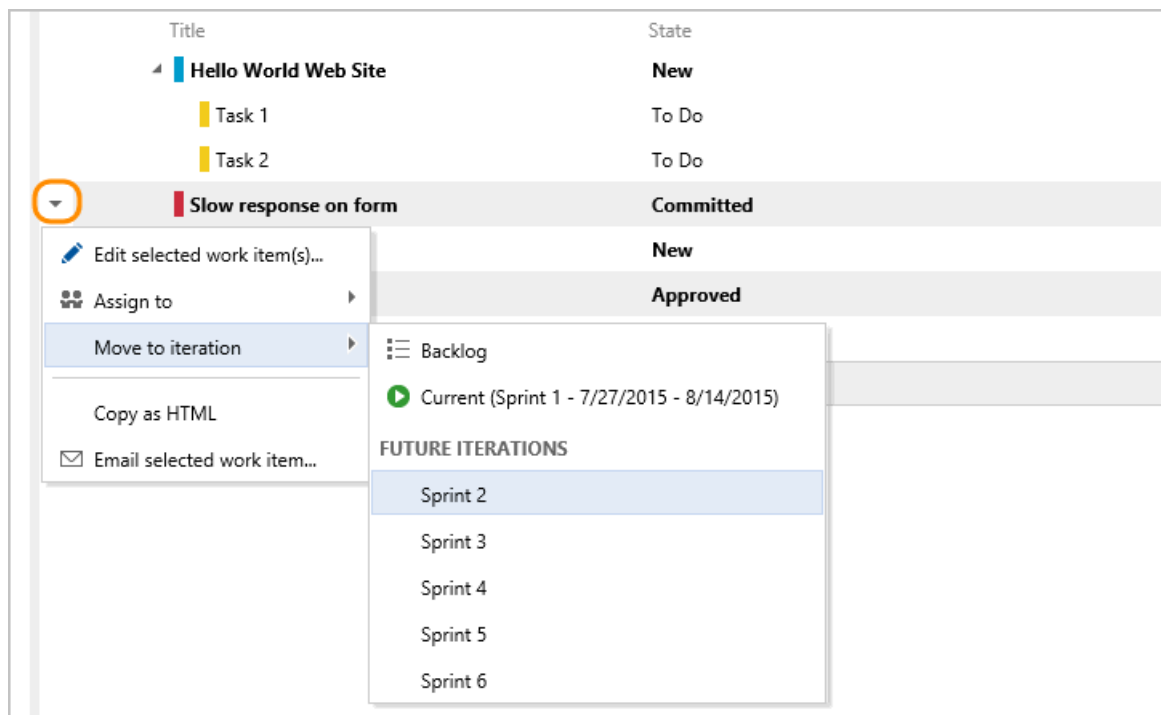 Title State
Hello World Web Site New
Task 1 To Do
Task 2 To Do
Slow response on form Committed
New
Approved
Edit selected work item(s)...
Assign to
Move to iteration
Copy as HTML
Email selected work item...
Backlog
Current (Sprint 1 - 7/27/2015 - 8/14/2015)
FUTURE ITERATIONS
Sprint 2
Sprint 3
Sprint 4
Sprint 5
Sprint 6